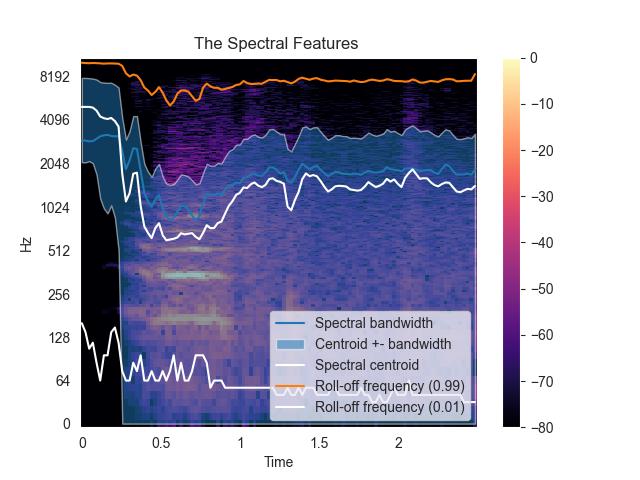 The Spectral Features
8192
4096
2048
1024
512
256
128
64
0
Hz
0
0.5
1
1.5
2
Time
Spectral bandwidth
Centroid +- bandwidth
Spectral centroid
Roll-off frequency (0.99)
Roll-off frequency (0.01)
0
−10
−20
−30
−40
−50
−60
−70
−80